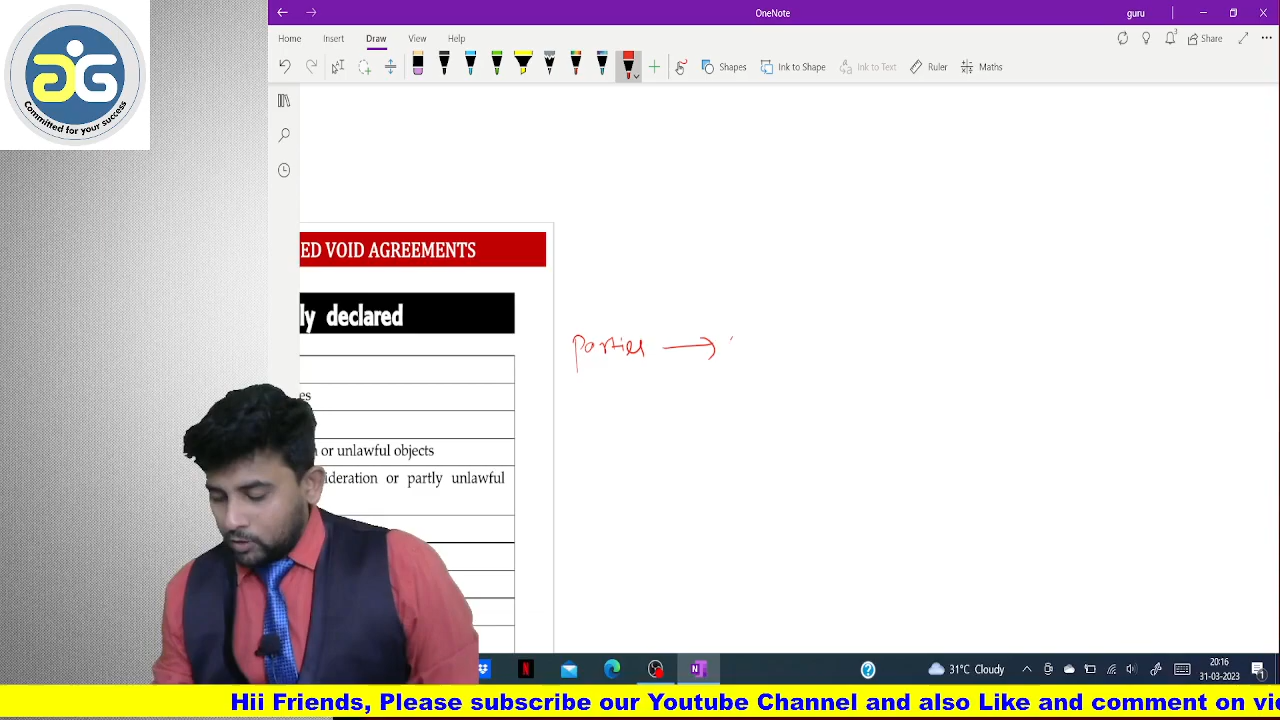 Committed for your success
OneNote
guru
Home Insert Draw View Help
Share
Shapes Ink to Shape Ink to Text Ruler Maths
ED VOID AGREEMENTS
ly declared
Parties →
es
or unlawful objects
ideration or partly unlawful
31°C Cloudy
20:16
31-03-2023
Hii Friends, Please subscribe our Youtube Channel and also Like and comment on vid